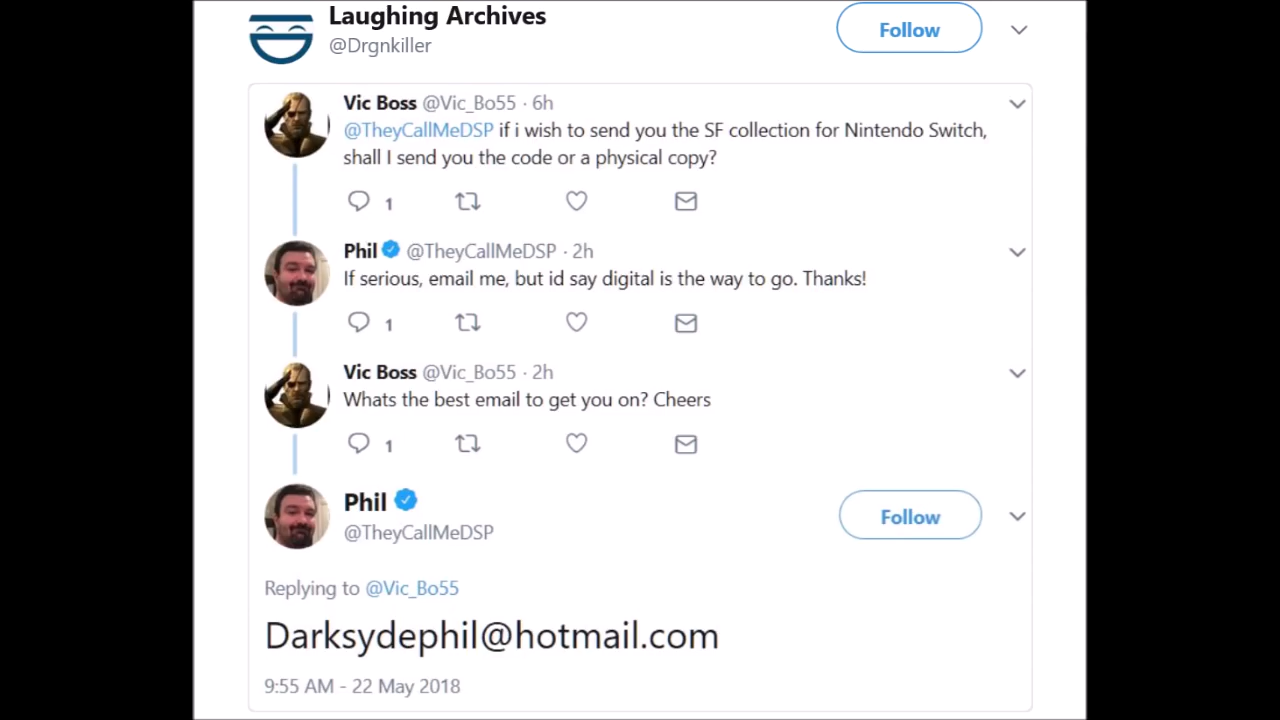 Laughing Archives
@Drgnkiller
Follow
Vic Boss @Vic_Bo55 · 6h
@TheyCallMeDSP if i wish to send you the SF collection for Nintendo Switch,
shall I send you the code or a physical copy?
1
Phil @TheyCallMeDSP · 2h
If serious, email me, but id say digital is the way to go. Thanks!
1
Vic Boss @Vic_Bo55 · 2h
Whats the best email to get you on? Cheers
1
Phil
@TheyCallMeDSP
Follow
Replying to @Vic_Bo55
Darksydephil@hotmail.com
9:55 AM - 22 May 2018